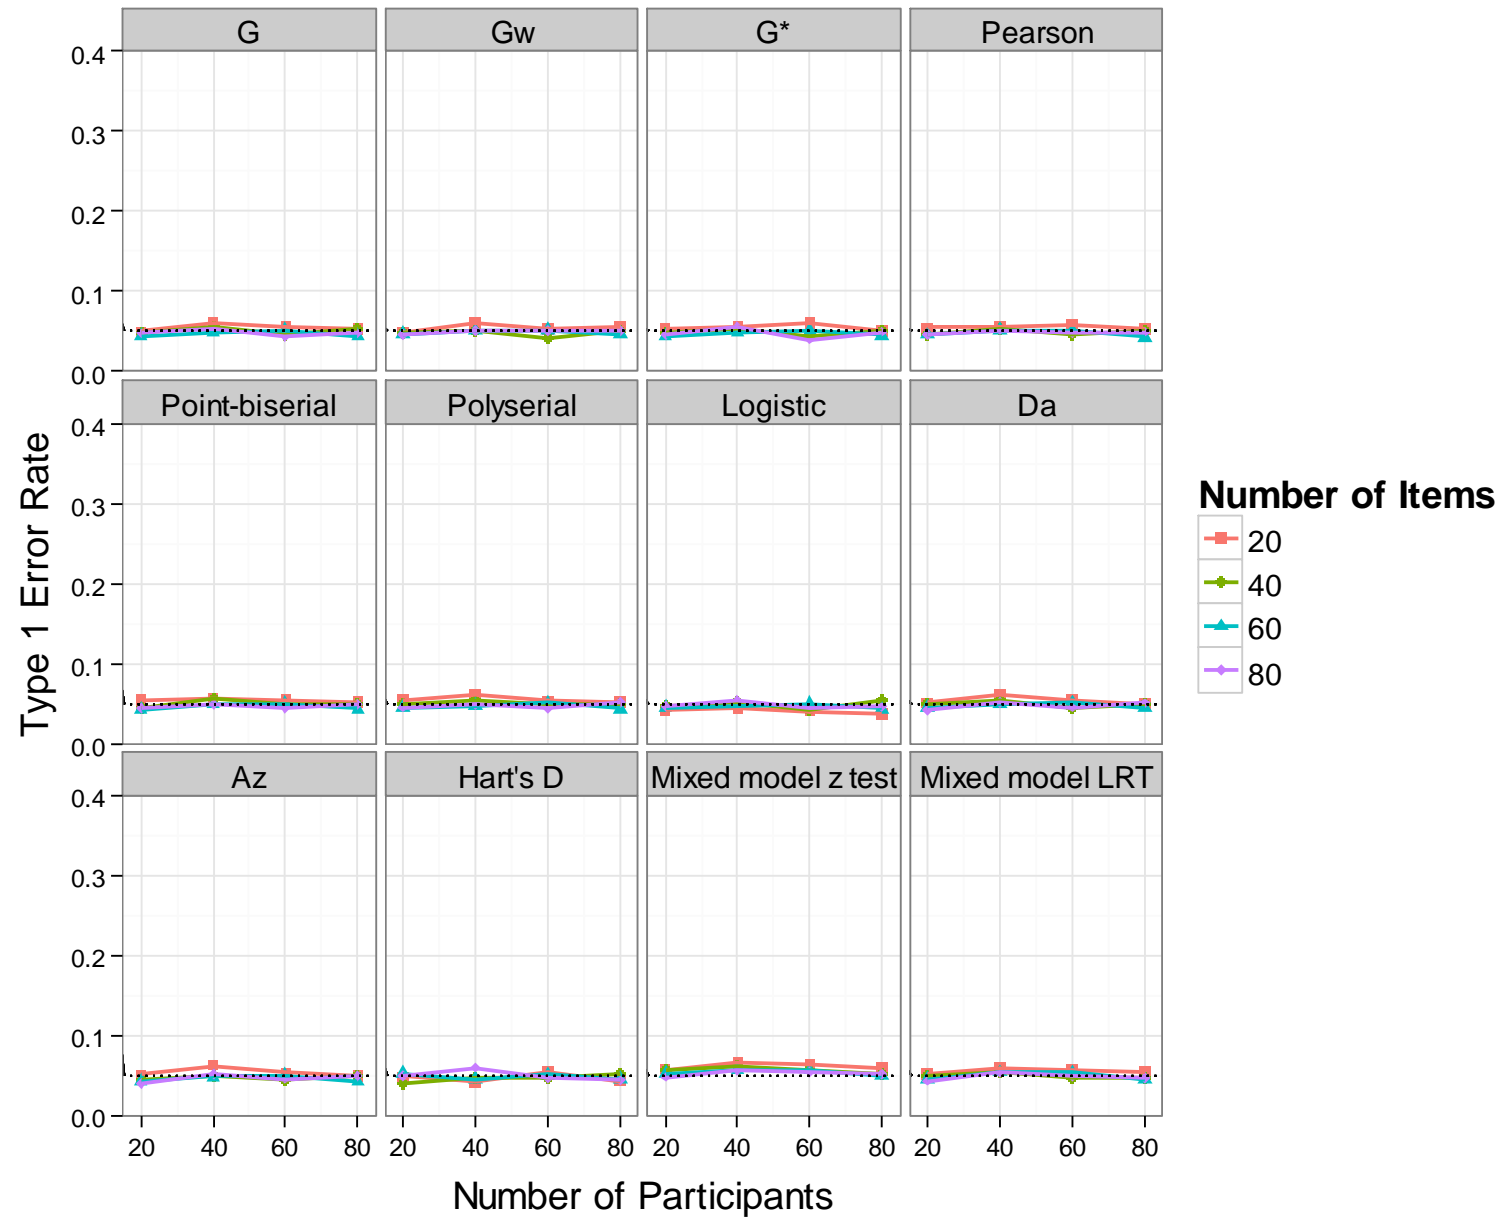 G Gw G* Pearson
0.4
0.3
0.2
0.1
0.0
Point-biserial Polyserial Logistic Da
0.4
0.3
0.2
0.1
0.0
Az Hart's D Mixed model z test Mixed model LRT
0.4
0.3
0.2
0.1
0.0
20 40 60 80 20 40 60 80 20 40 60 80 20 40 60 80
Number of Participants
Type 1 Error Rate
Number of Items
20
40
60
80